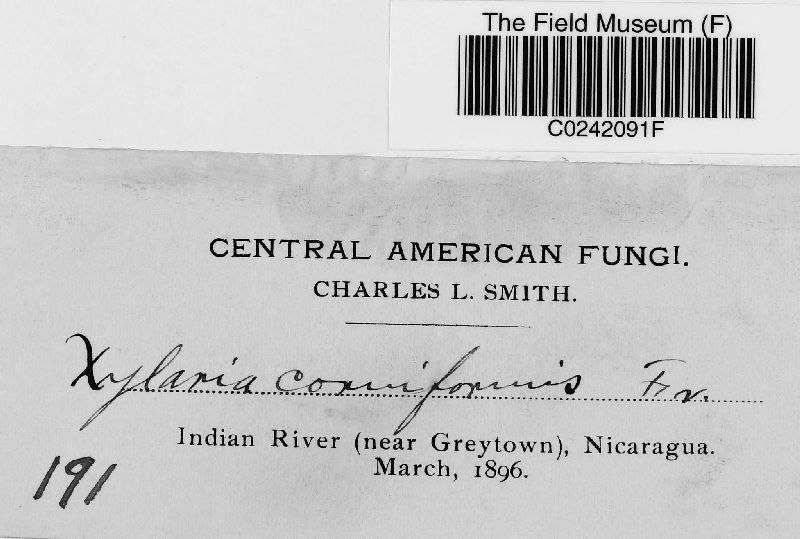 The Field Museum (F)
C0242091F
CENTRAL AMERICAN FUNGI.
CHARLES L. SMITH.
Xylaria corniformis Fr.
Indian River (near Greytown), Nicaragua.
March, 1896.
191